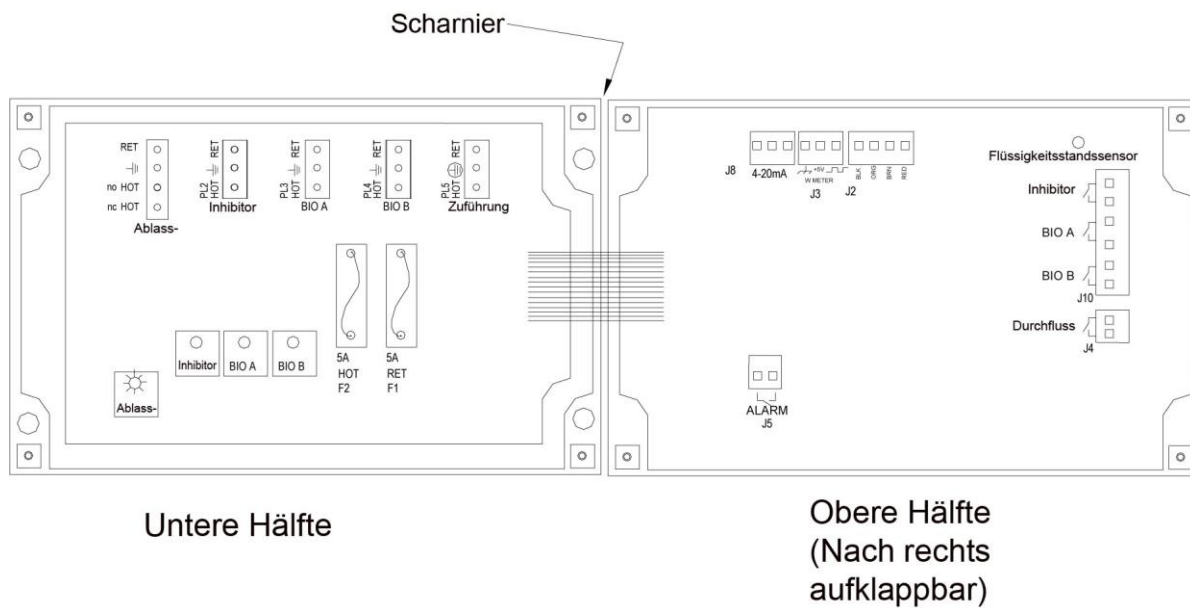 Scharnier
RET
no HOT
nc HOT
Ablass-
PL2
HOT RET
Inhibitor
PL3
HOT RET
BIO A
PL4
HOT RET
BIO B
PL5
HOT RET
Zuführung
Inhibitor
BIO A
BIO B
Ablass-
5A
HOT
F2
5A
RET
F1
J8
4-20mA
+5V
W METER
J3
J2
BLK
ORG
BRN
RED
Flüssigkeitsstandssensor
Inhibitor
BIO A
BIO B
J10
Durchfluss
J4
ALARM
J5
Untere Hälfte
Obere Hälfte
(Nach rechts
aufklappbar)